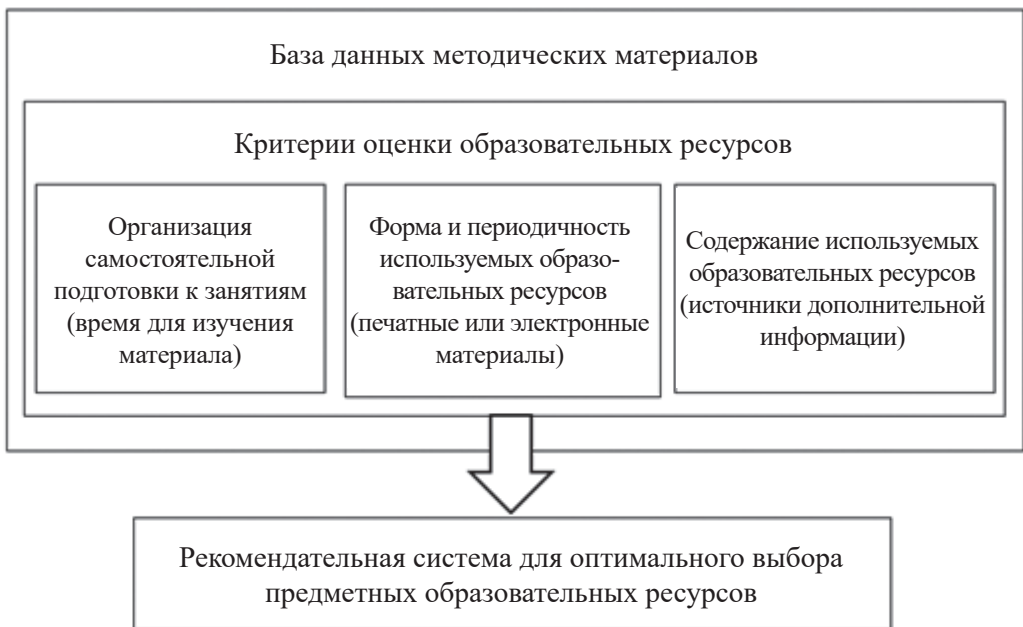 База данных методических материалов
Критерии оценки образовательных ресурсов
Организация
самостоятельной
подготовки к занятиям
(время для изучения
материала)
Форма и периодичность
используемых образо-
вательных ресурсов
(печатные или электронные
материалы)
Содержание используемых
образовательных ресурсов
(источники дополнительной
информации)
Рекомендательная система для оптимального выбора
предметных образовательных ресурсов